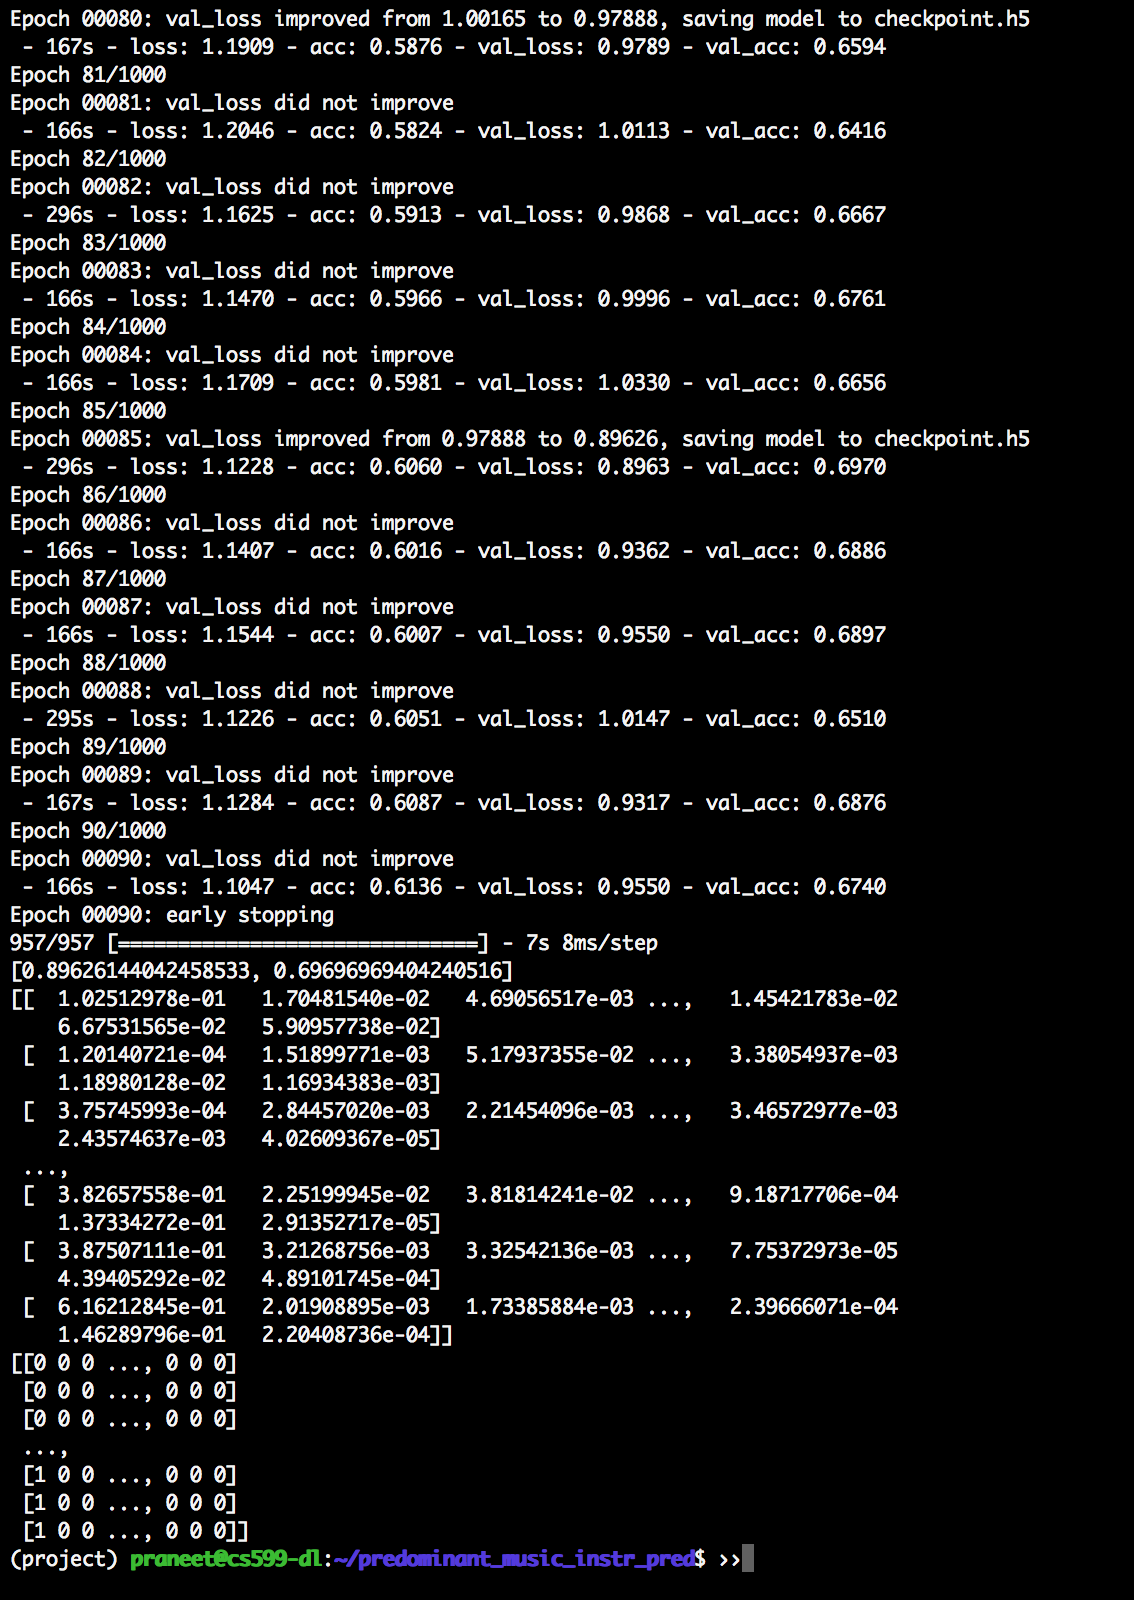 Epoch 00080: val_loss improved from 1.00165 to 0.97888, saving model to checkpoint.h5
 - 167s - loss: 1.1909 - acc: 0.5876 - val_loss: 0.9789 - val_acc: 0.6594
Epoch 81/1000
Epoch 00081: val_loss did not improve
 - 166s - loss: 1.2046 - acc: 0.5824 - val_loss: 1.0113 - val_acc: 0.6416
Epoch 82/1000
Epoch 00082: val_loss did not improve
 - 296s - loss: 1.1625 - acc: 0.5913 - val_loss: 0.9868 - val_acc: 0.6667
Epoch 83/1000
Epoch 00083: val_loss did not improve
 - 166s - loss: 1.1470 - acc: 0.5966 - val_loss: 0.9996 - val_acc: 0.6761
Epoch 84/1000
Epoch 00084: val_loss did not improve
 - 166s - loss: 1.1709 - acc: 0.5981 - val_loss: 1.0330 - val_acc: 0.6656
Epoch 85/1000
Epoch 00085: val_loss improved from 0.97888 to 0.89626, saving model to checkpoint.h5
 - 296s - loss: 1.1228 - acc: 0.6060 - val_loss: 0.8963 - val_acc: 0.6970
Epoch 86/1000
Epoch 00086: val_loss did not improve
 - 166s - loss: 1.1407 - acc: 0.6016 - val_loss: 0.9362 - val_acc: 0.6886
Epoch 87/1000
Epoch 00087: val_loss did not improve
 - 166s - loss: 1.1544 - acc: 0.6007 - val_loss: 0.9550 - val_acc: 0.6897
Epoch 88/1000
Epoch 00088: val_loss did not improve
 - 295s - loss: 1.1226 - acc: 0.6051 - val_loss: 1.0147 - val_acc: 0.6510
Epoch 89/1000
Epoch 00089: val_loss did not improve
 - 167s - loss: 1.1284 - acc: 0.6087 - val_loss: 0.9317 - val_acc: 0.6876
Epoch 90/1000
Epoch 00090: val_loss did not improve
 - 166s - loss: 1.1047 - acc: 0.6136 - val_loss: 0.9550 - val_acc: 0.6740
Epoch 00090: early stopping
957/957 [==============================] - 7s 8ms/step
[0.89626144042458533, 0.69696969404240516]
[[  1.02512978e-01   1.70481540e-02   4.69056517e-03 ...,   1.45421783e-02
    6.67531565e-02   5.90957738e-02]
 [  1.20140721e-04   1.51899771e-03   5.17937355e-02 ...,   3.38054937e-03
    1.18980128e-02   1.16934383e-03]
 [  3.75745993e-04   2.84457020e-03   2.21454096e-03 ...,   3.46572977e-03
    2.43574637e-03   4.02609367e-05]
 ...,
 [  3.82657558e-01   2.25199945e-02   3.81814241e-02 ...,   9.18717706e-04
    1.37334272e-01   2.91352717e-05]
 [  3.87507111e-01   3.21268756e-03   3.32542136e-03 ...,   7.75372973e-05
    4.39405292e-02   4.89101745e-04]
 [  6.16212845e-01   2.01908895e-03   1.73385884e-03 ...,   2.39666071e-04
    1.46289796e-01   2.20408736e-04]]
[[0 0 0 ..., 0 0 0]
 [0 0 0 ..., 0 0 0]
 [0 0 0 ..., 0 0 0]
 ...,
 [1 0 0 ..., 0 0 0]
 [1 0 0 ..., 0 0 0]
 [1 0 0 ..., 0 0 0]]
(project) praneet@cs599-dl:~/predominant_music_instr_pred$ ››